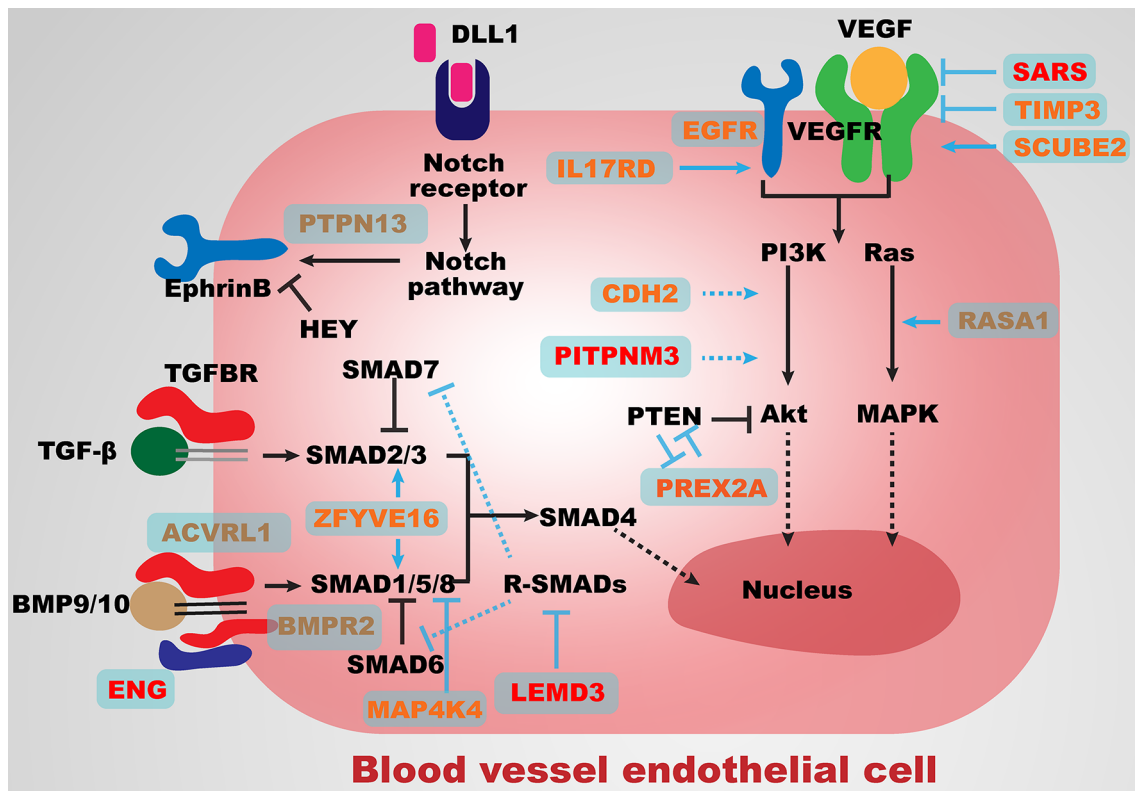 DLL1
VEGF
SARS
TIMP3
SCUBE2
EGFR
VEGFR
IL17RD
Notch
receptor
PTPN13
PI3K
Ras
Notch
pathway
EphrinB
CDH2
HEY
RASA1
PITPNM3
SMAD7
TGFBR
PTEN
Akt
MAPK
TGF-β
SMAD2/3
PREX2A
ZFYVE16
SMAD4
ACVRL1
SMAD1/5/8
R-SMADs
Nucleus
BMP9/10
BMPR2
SMAD6
ENG
LEMD3
MAP4K4
Blood vessel endothelial cell